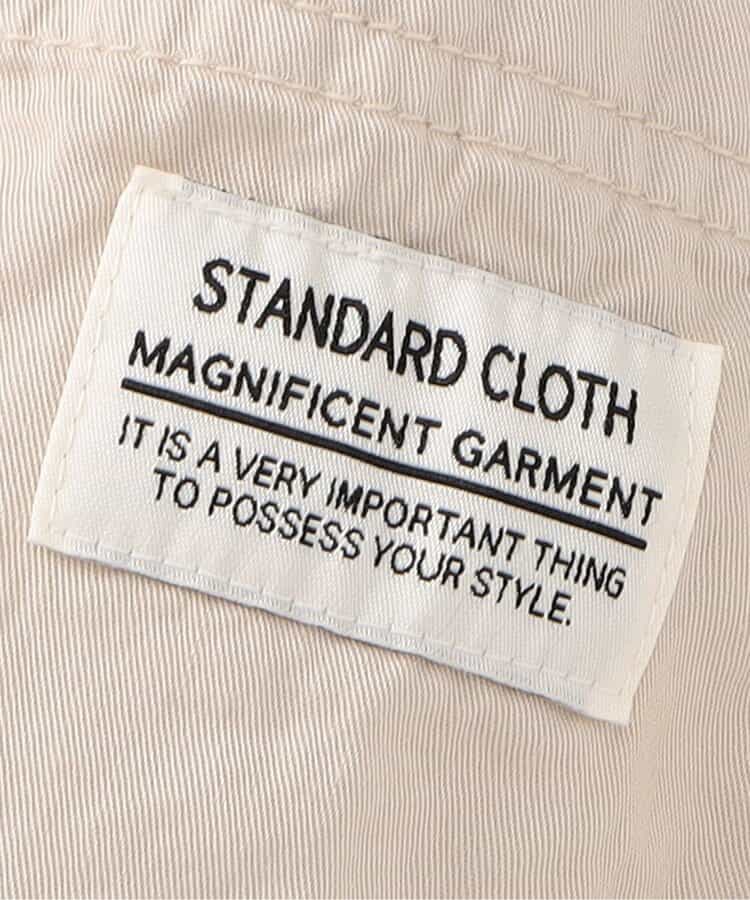 STANDARD CLOTH
MAGNIFICENT GARMENT
IT IS A VERY IMPORTANT THING
TO POSSESS YOUR STYLE.